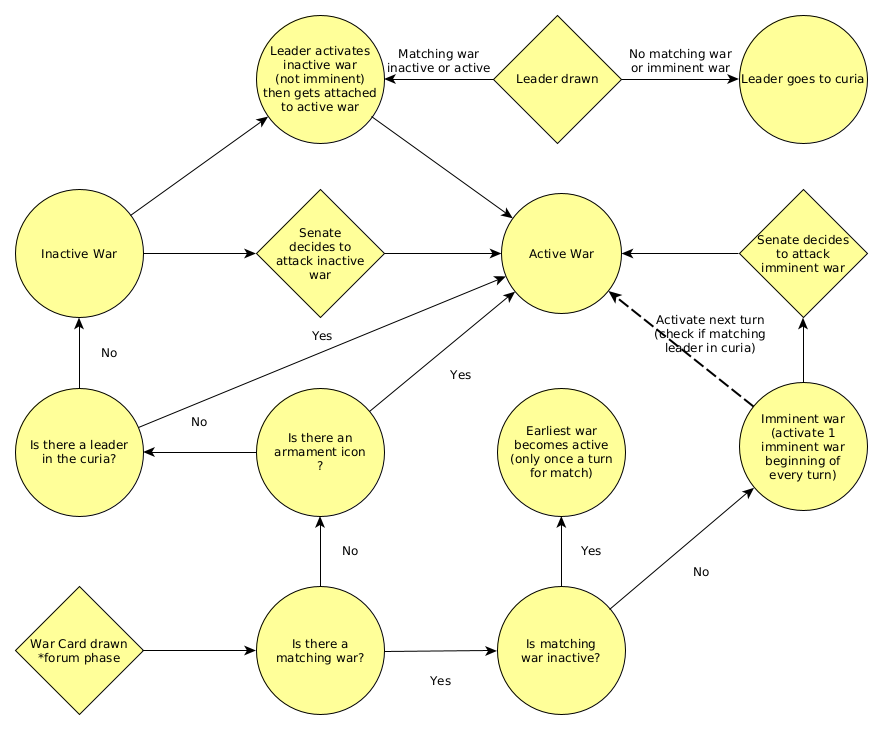 Leader activates
inactive war
(not imminent)
then gets attached
to active war
Matching war
inactive or active
Leader drawn
No matching war
or imminent war
Leader goes to curia
Inactive War
Senate
decides to
attack inactive
war
Active War
Senate decides
to attack
imminent war
Yes
Activate next turn
(check if matching
leader in curia)
No
Yes
No
Is there a leader
in the curia?
Is there an
armament icon
?
Earliest war
becomes active
(only once a turn
for match)
Imminent war
(activate 1
imminent war
beginning of
every turn)
No
Yes
No
War Card drawn
*forum phase
Is there a
matching war?
Yes
Is matching
war inactive?